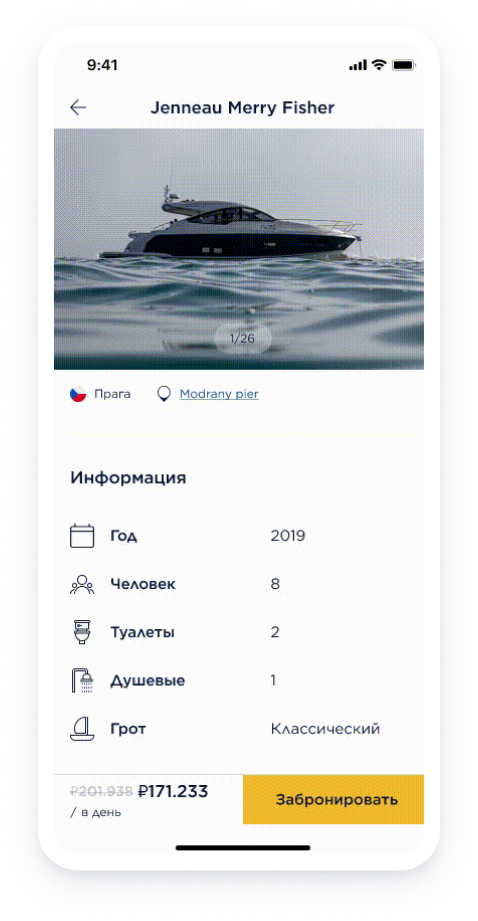 9:41
Jenneau Merry Fisher
1/26
Прага Modrany pier
Информация
Год 2019
Человек 8
Туалеты 2
Душевые 1
Грот Классический
₽201.938 ₽171.233
/ в день
Забронировать